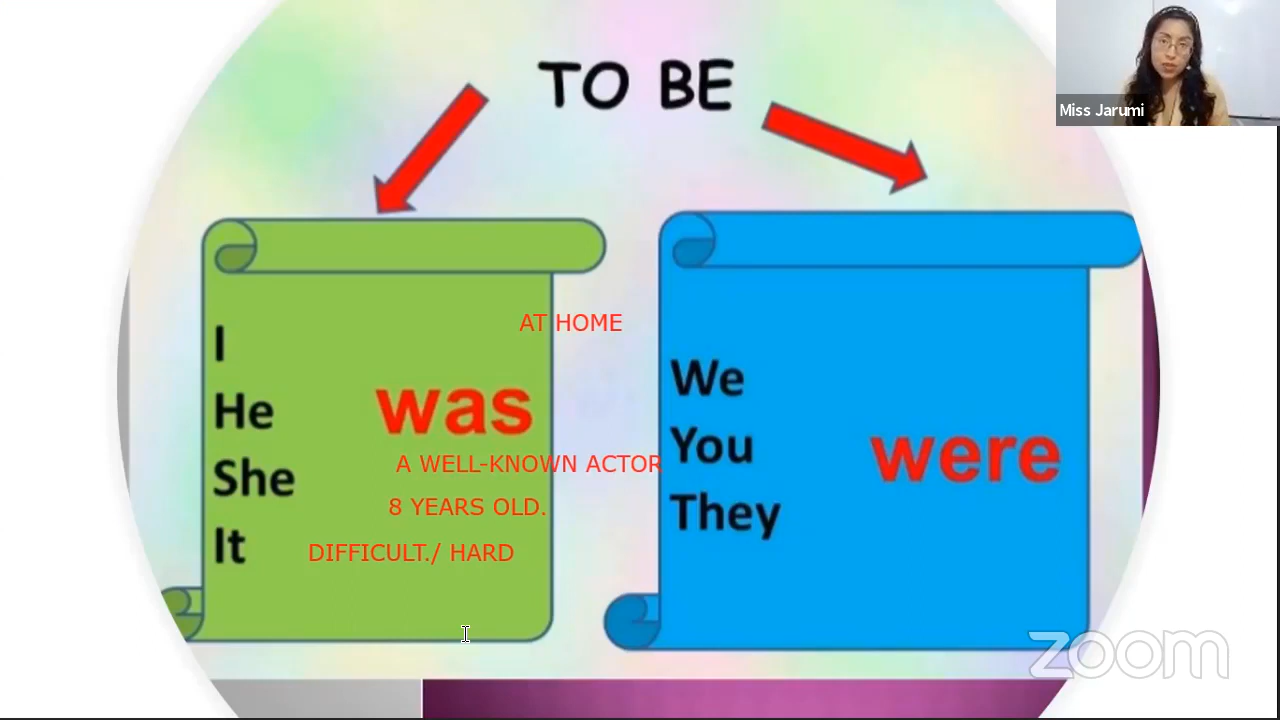 TO BE
Miss Jarumi
I
He
She
It
was
AT HOME
A WELL-KNOWN ACTOR
8 YEARS OLD.
DIFFICULT./ HARD
We
You
They
were
zoom